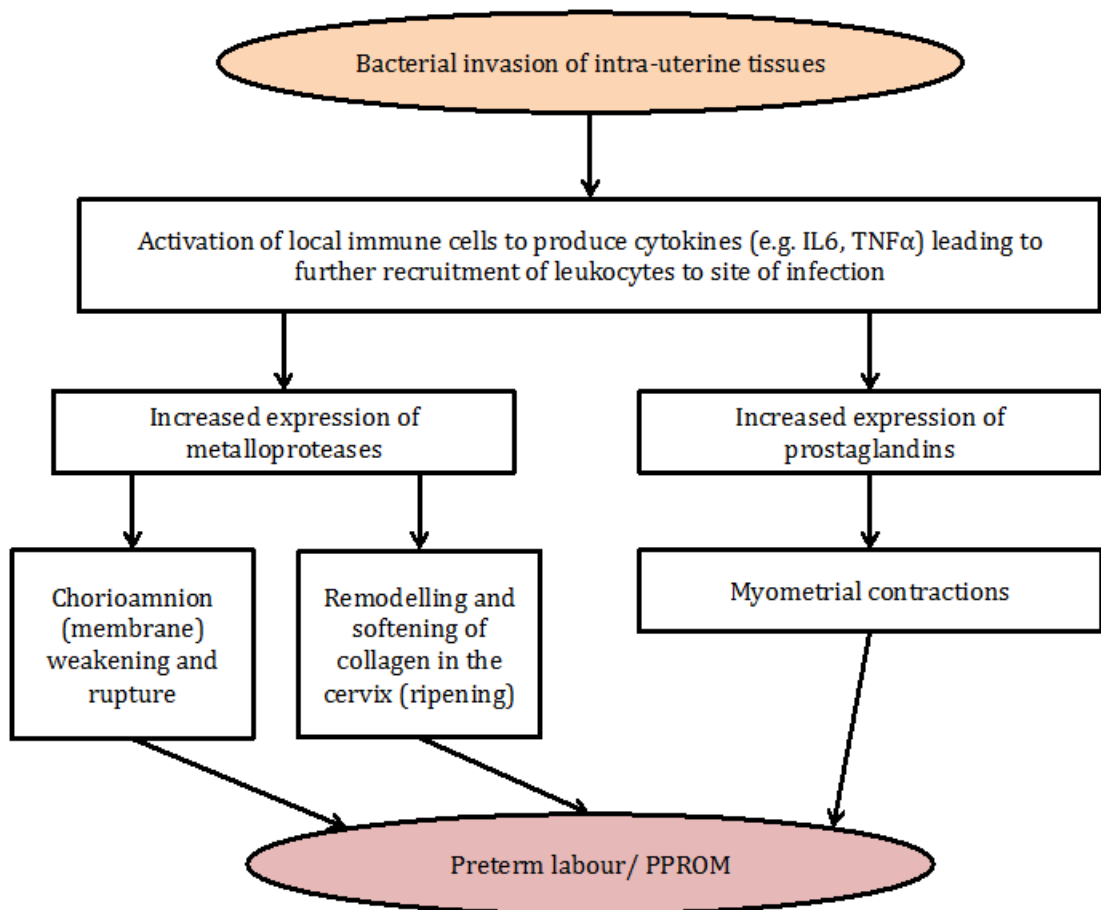 Bacterial invasion of intra-uterine tissues
Activation of local immune cells to produce cytokines (e.g. IL6, TNFα) leading to
further recruitment of leukocytes to site of infection
Increased expression of
metalloproteases
Increased expression of
prostaglandins
Chorioamnion
(membrane)
weakening and
rupture
Remodelling and
softening of
collagen in the
cervix (ripening)
Myometrial contractions
Preterm labour/ PPROM